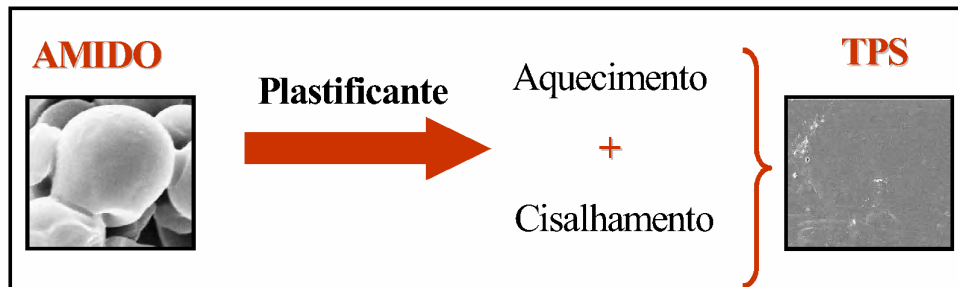 AMIDO
Plastificante
Aquecimento
+
Cisalhamento
TPS